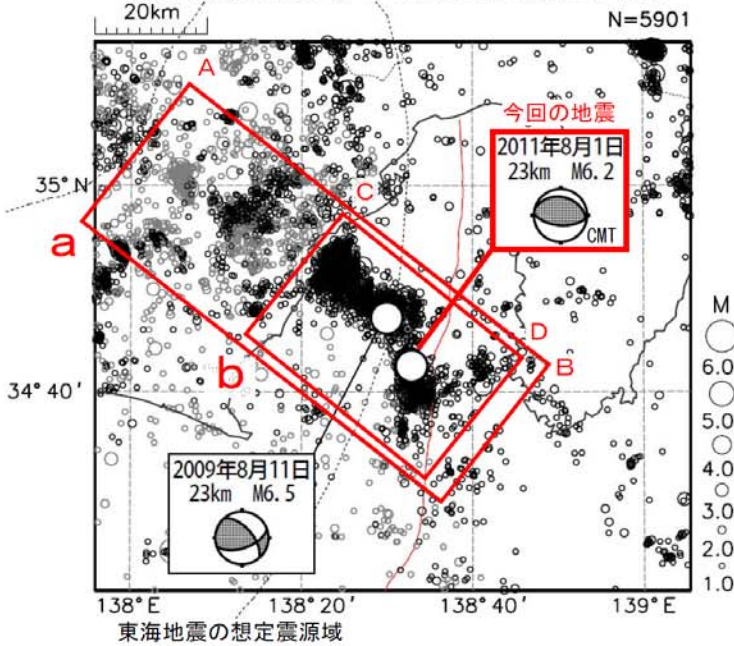 20km
N=5901
A
今回の地震
2011年8月1日
23km M6.2
CMT
35°N
C
a
M
D
B
b
6.0
34°40′
5.0
2009年8月11日
23km M6.5
4.0
3.0
2.0
1.0
138°E
138°20′
138°40′
139°E
東海地震の想定震源域